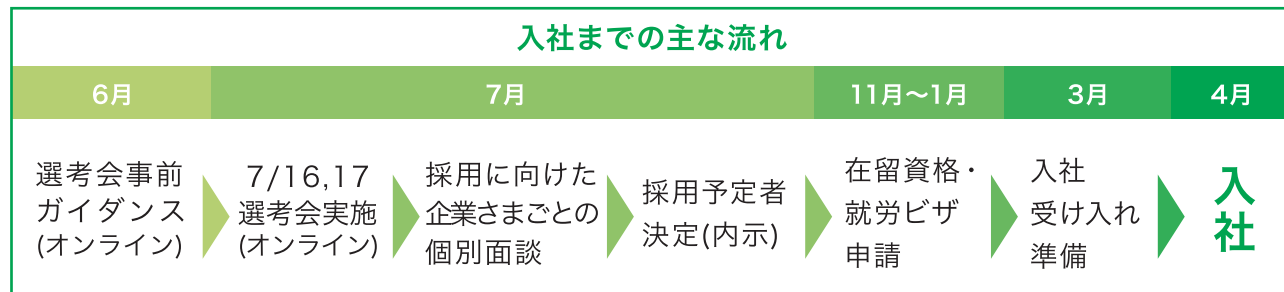 入社までの主な流れ
6月
7月
11月〜1月
3月
4月
選考会事前
ガイダンス
(オンライン)
7/16,17
選考会実施
(オンライン)
採用に向けた
企業さまごとの
個別面談
採用予定者
決定(内示)
在留資格・
就労ビザ
申請
入社
受け入れ
準備
入社